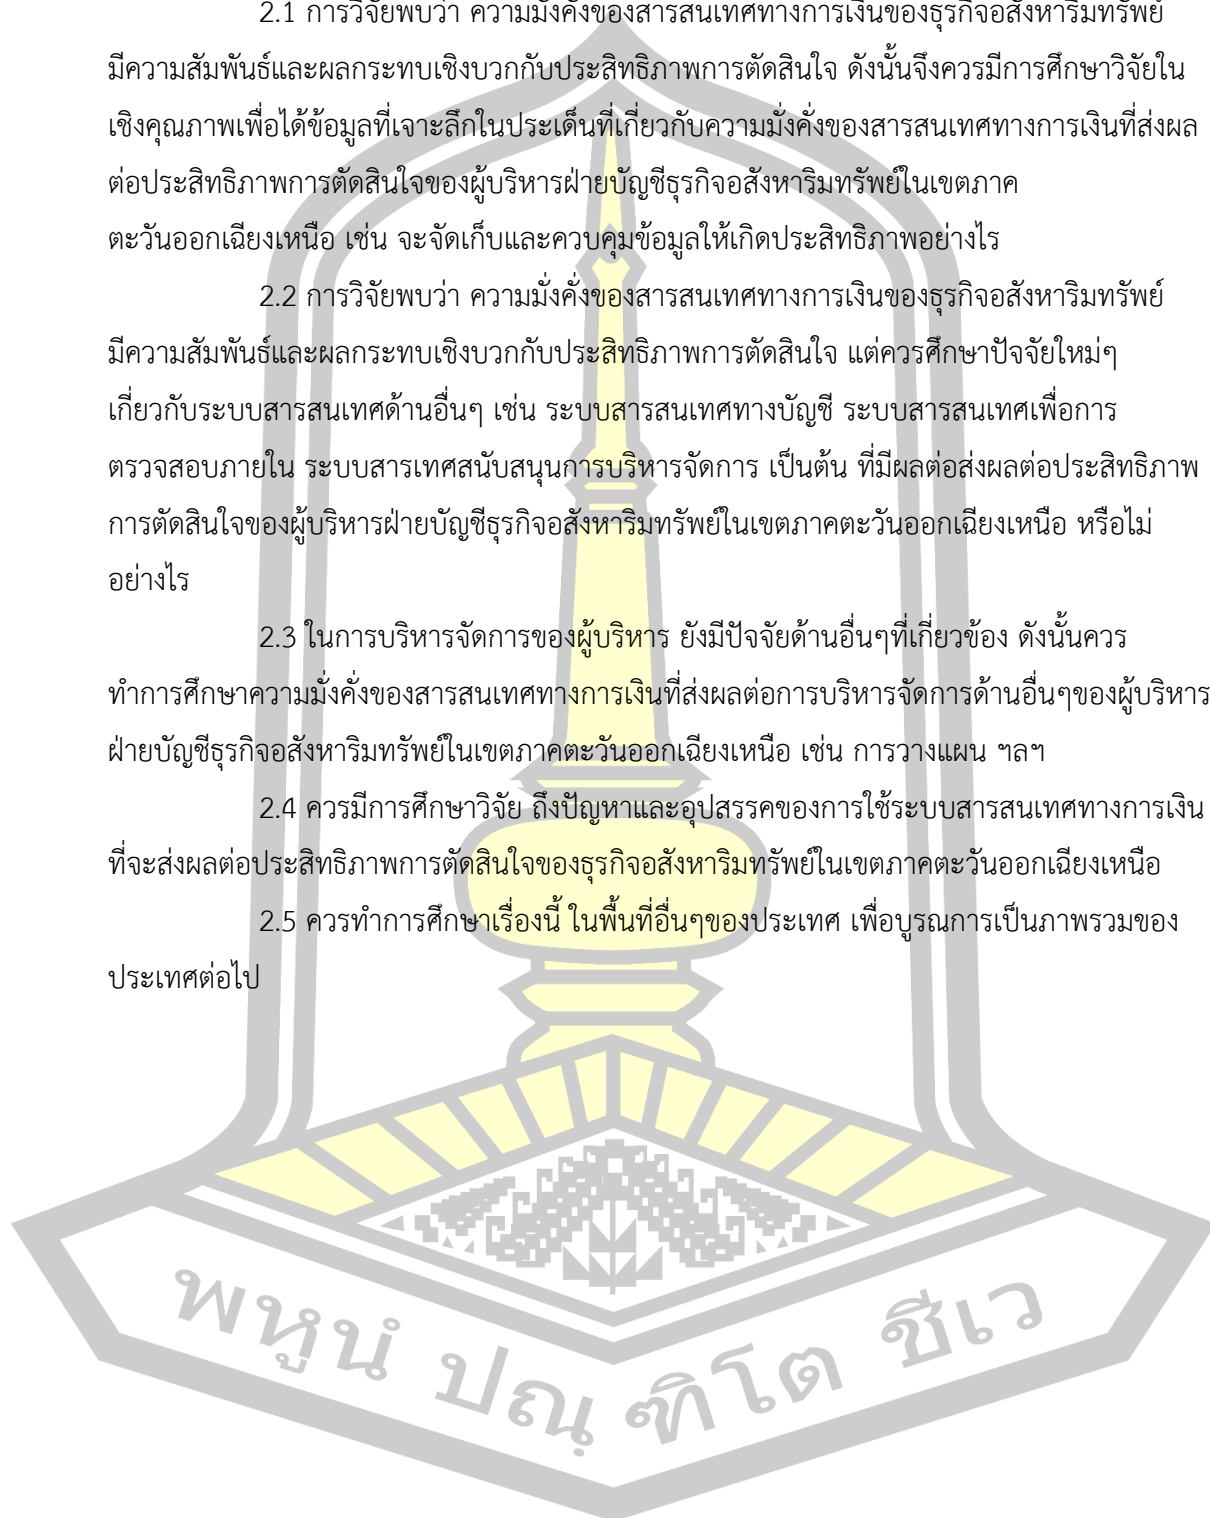 2.1 การวิจัยพบว่า ความมั่งคั่งของสารสนเทศทางการเงินของธุรกิจอสังหาริมทรัพย์
มีความสัมพันธ์และผลกระทบเชิงบวกกับประสิทธิภาพการตัดสินใจ ดังนั้นจึงควรมีการศึกษาวิจัยใน
เชิงคุณภาพเพื่อได้ข้อมูลที่เจาะลึกในประเด็นที่เกี่ยวกับความมั่งคั่งของสารสนเทศทางการเงินที่ส่งผล
ต่อประสิทธิภาพการตัดสินใจของผู้บริหารฝ่ายบัญชีธุรกิจอสังหาริมทรัพย์ในเขตภาค
ตะวันออกเฉียงเหนือ เช่น จะจัดเก็บและควบคุมข้อมูลให้เกิดประสิทธิภาพอย่างไร
2.2 การวิจัยพบว่า ความมั่งคั่งของสารสนเทศทางการเงินของธุรกิจอสังหาริมทรัพย์
มีความสัมพันธ์และผลกระทบเชิงบวกกับประสิทธิภาพการตัดสินใจ แต่ควรศึกษาปัจจัยใหม่ๆ
เกี่ยวกับระบบสารสนเทศด้านอื่นๆ เช่น ระบบสารสนเทศทางบัญชี ระบบสารสนเทศเพื่อการ
ตรวจสอบภายใน ระบบสารเทศสนับสนุนการบริหารจัดการ เป็นต้น ที่มีผลต่อส่งผลต่อประสิทธิภาพ
การตัดสินใจของผู้บริหารฝ่ายบัญชีธุรกิจอสังหาริมทรัพย์ในเขตภาคตะวันออกเฉียงเหนือ หรือไม่
อย่างไร
2.3 ในการบริหารจัดการของผู้บริหาร ยังมีปัจจัยด้านอื่นๆที่เกี่ยวข้อง ดังนั้นควร
ทำการศึกษาความมั่งคั่งของสารสนเทศทางการเงินที่ส่งผลต่อการบริหารจัดการด้านอื่นๆของผู้บริหาร
ฝ่ายบัญชีธุรกิจอสังหาริมทรัพย์ในเขตภาคตะวันออกเฉียงเหนือ เช่น การวางแผน ฯลฯ
2.4 ควรมีการศึกษาวิจัย ถึงปัญหาและอุปสรรคของการใช้ระบบสารสนเทศทางการเงิน
ที่จะส่งผลต่อประสิทธิภาพการตัดสินใจของธุรกิจอสังหาริมทรัพย์ในเขตภาคตะวันออกเฉียงเหนือ
2.5 ควรทำการศึกษาเรื่องนี้ ในพื้นที่อื่นๆของประเทศ เพื่อบูรณการเป็นภาพรวมของ
ประเทศต่อไป
พหูนํ ปณฺฑิโต ชีเว